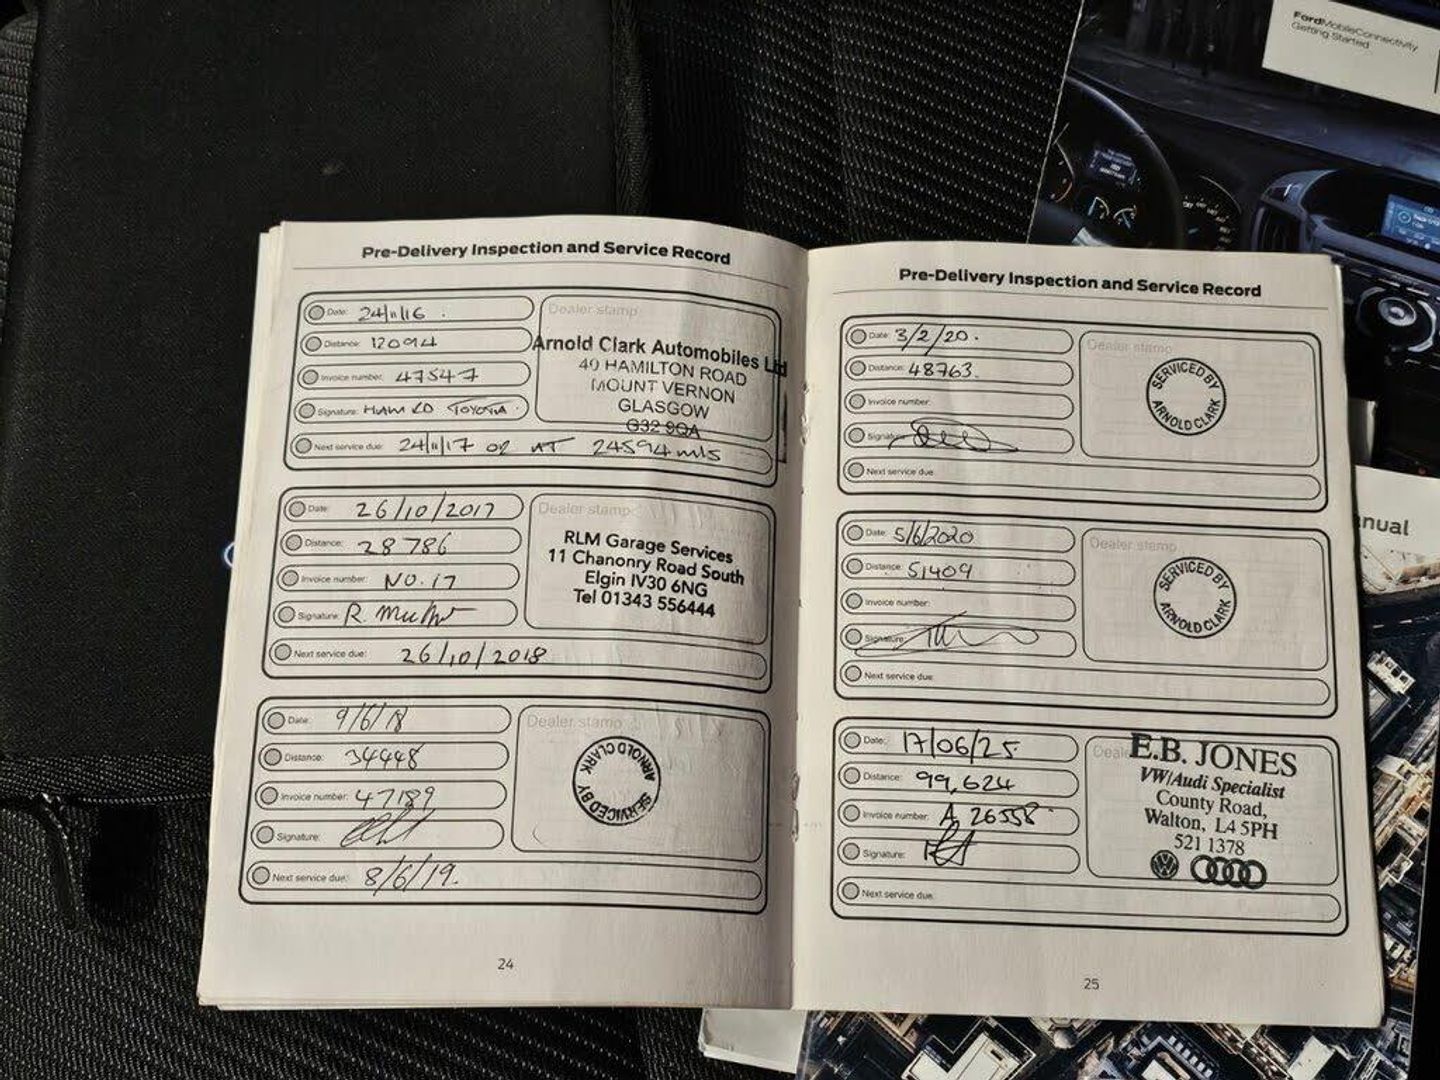 FordMobileConnectivity
Getting Started
Pre-Delivery Inspection and Service Record
Date: 24/11/16
Dealer stamp
Distance: 12094
Invoice number: 47547
Signature: TOYOTA
Next service due: 24/11/17 OR AT 24594 mls
Arnold Clark Automobiles Ltd
40 HAMILTON ROAD
MOUNT VERNON
GLASGOW
G32 9QA
Date: 26/10/2017
Dealer stamp
Distance: 28786
Invoice number: NO. 17
Signature: R.
Next service due: 26/10/2018
RLM Garage Services
11 Chanonry Road South
Elgin IV30 6NG
Tel 01343 556444
Date: 9/6/18
Dealer stamp
Distance: 34448
Invoice number: 47189
Signature:
Next service due: 8/6/19.
SERVICED BY
ARNOLD CLARK
24
Pre-Delivery Inspection and Service Record
Date: 3/2/20.
Dealer stamp
Distance: 48763.
Invoice number:
Signature:
Next service due:
SERVICED BY
ARNOLD CLARK
Date: 5/6/2020
Dealer stamp
Distance: 51409
Invoice number:
Signature:
Next service due:
SERVICED BY
ARNOLD CLARK
Date: 17/06/25
Distance: 99,624
Invoice number: A 26558
Signature:
Next service due:
E.B. JONES
VW/Audi Specialist
County Road,
Walton, L4 5PH
521 1378
25